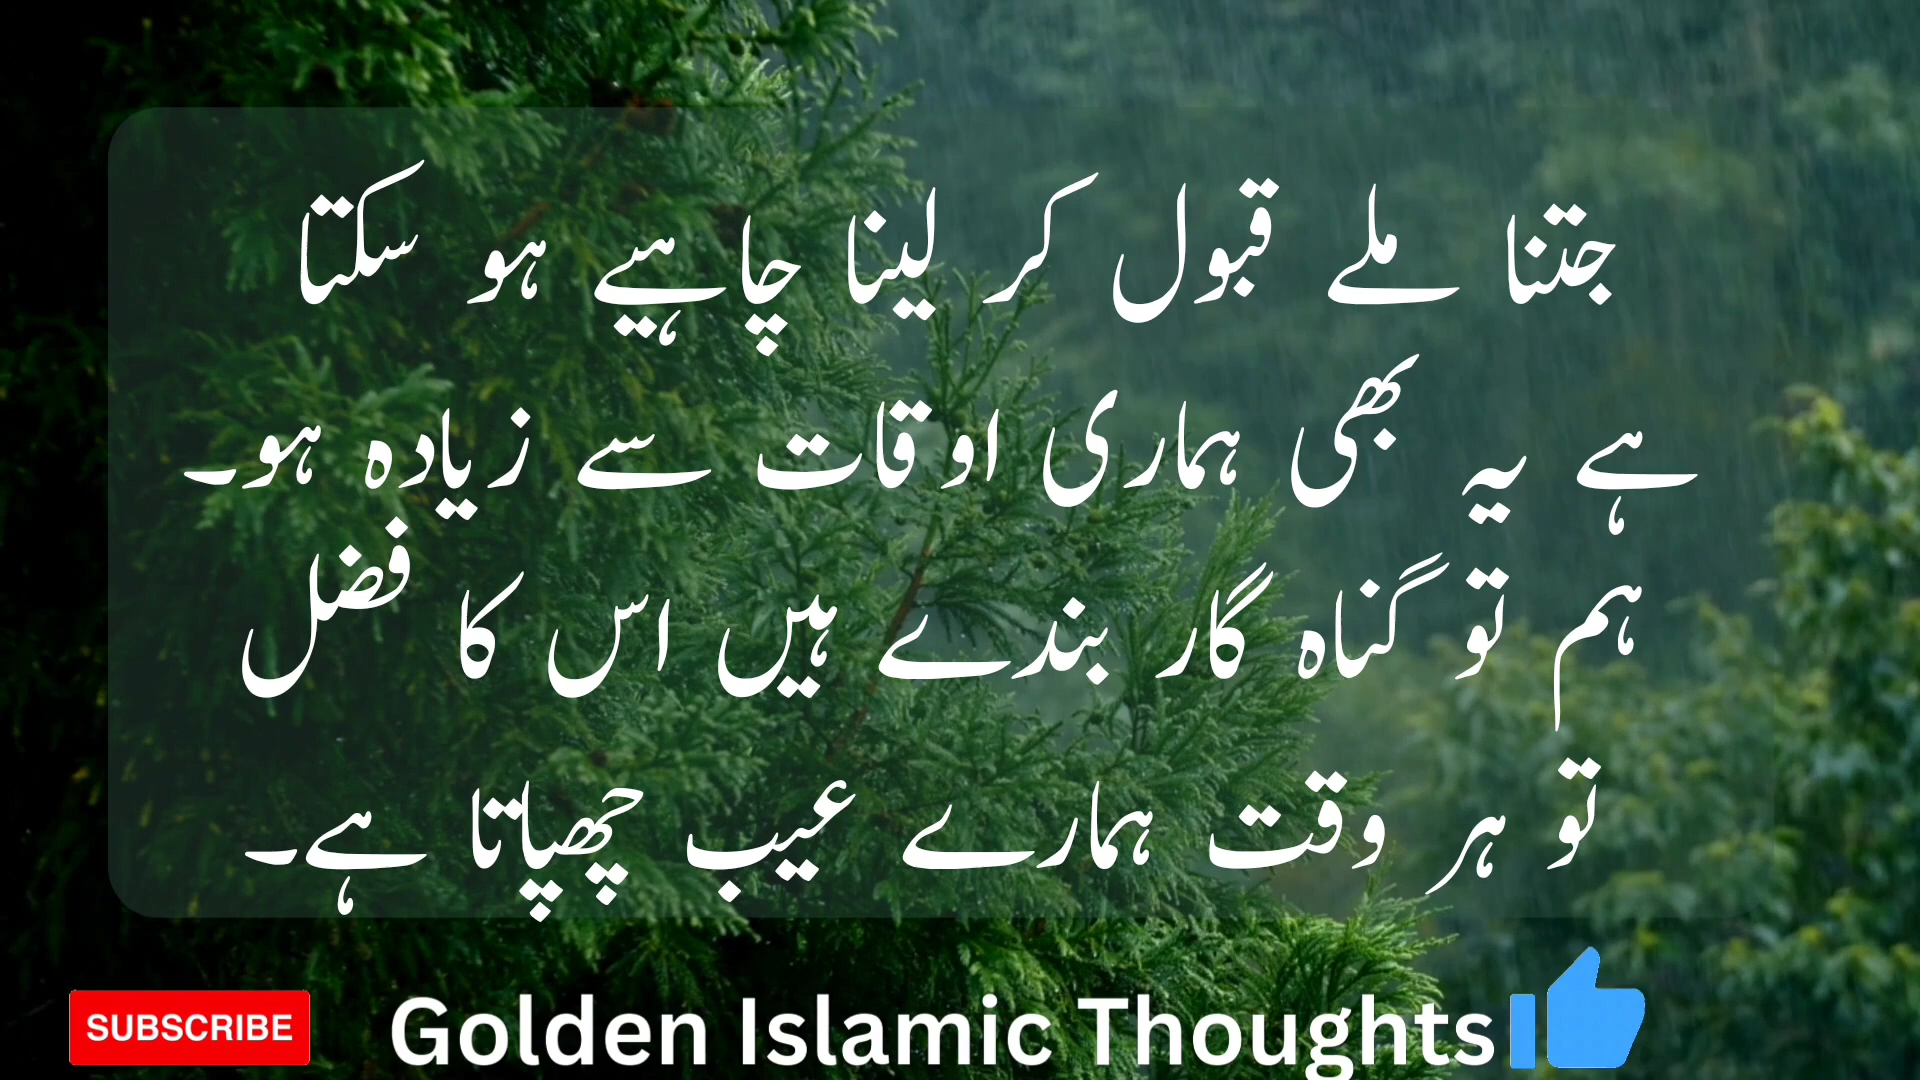 جتنا ملے قبول کر لینا چاہیے ہو سکتا
ہے یہ بھی ہماری اوقات سے زیادہ ہو۔
ہم تو گناہ گار بندے ہیں اس کا فضل
تو ہر وقت ہمارے عیب چھپاتا ہے۔
SUBSCRIBE Golden Islamic Thoughts